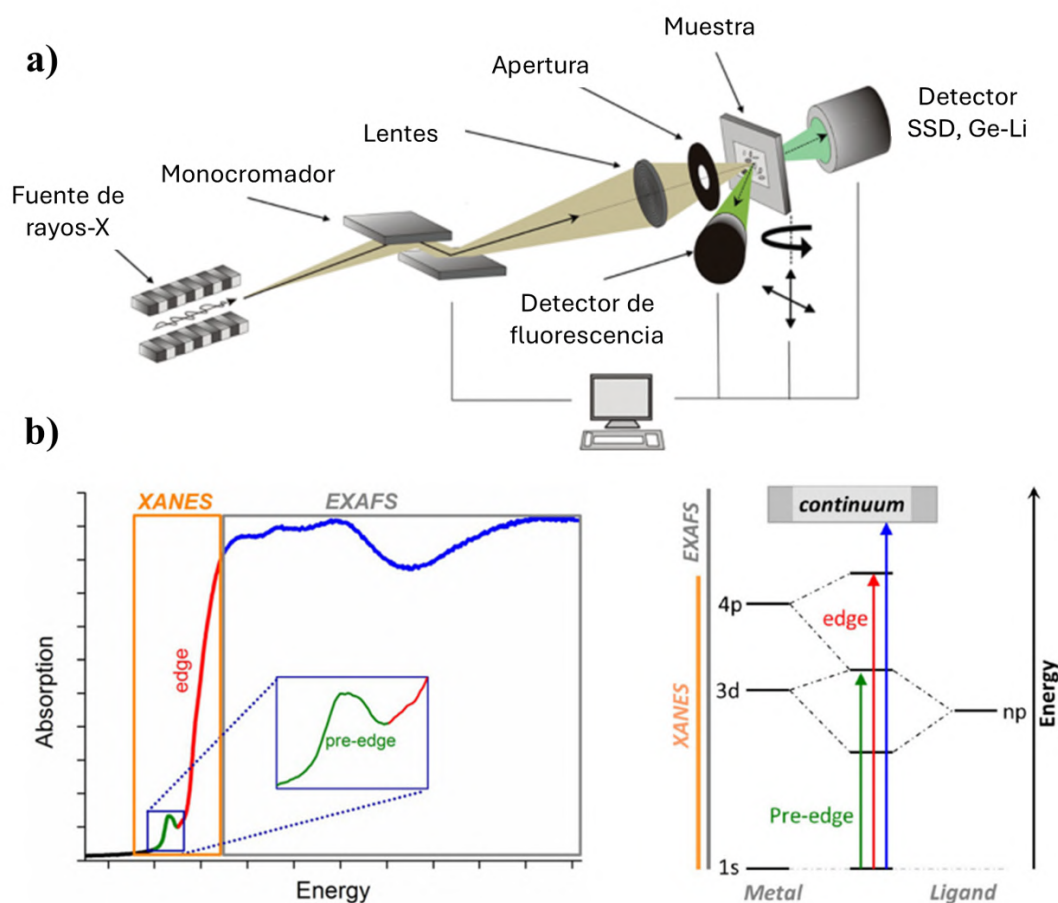 a)
Muestra
Apertura
Detector
SSD, Ge-Li
Lentes
Monocromador
Fuente de
rayos-X
Detector de
fluorescencia
b)
XANES
EXAFS
Absorption
edge
pre-edge
Energy
continuum
EXAFS
XANES
4p
edge
3d
np
Energy
Pre-edge
1s
Metal
Ligand